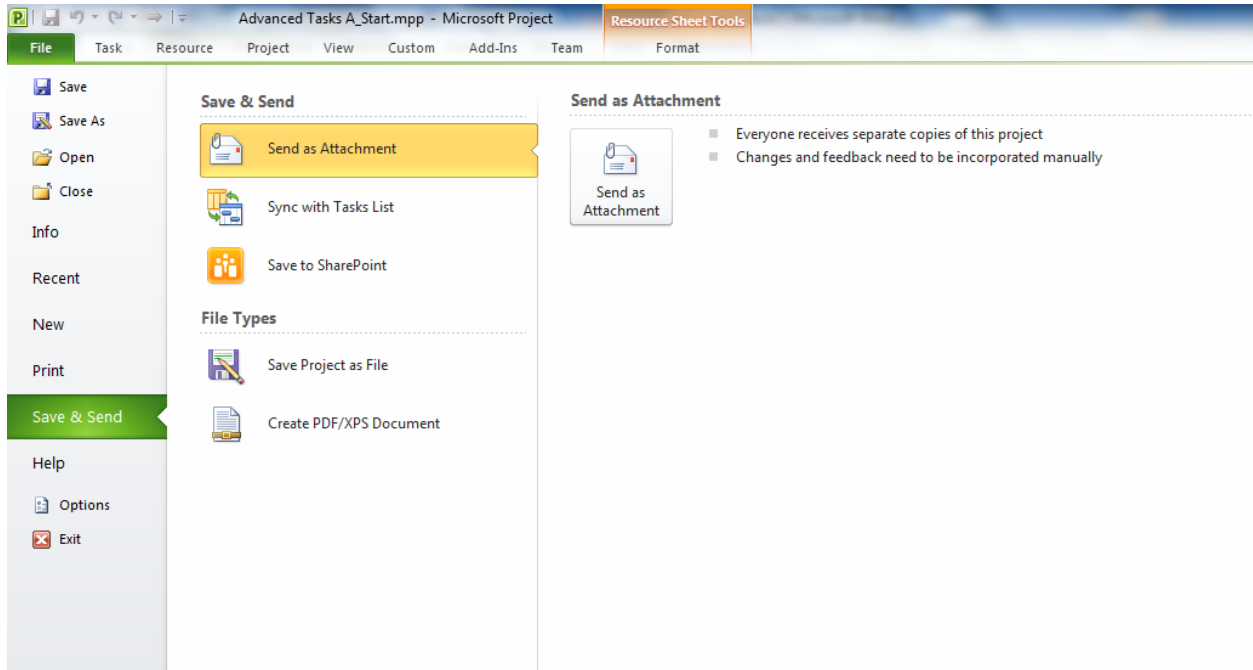 Advanced Tasks A_Start.mpp - Microsoft Project
Resource Sheet Tools
File Task Resource Project View Custom Add-Ins Team Format
Save
Save As
Open
Close
Info
Recent
New
Print
Save & Send
Help
Options
Exit
Save & Send
Send as Attachment
Sync with Tasks List
Save to SharePoint
File Types
Save Project as File
Create PDF/XPS Document
Send as Attachment
Send as
Attachment
Everyone receives separate copies of this project
Changes and feedback need to be incorporated manually